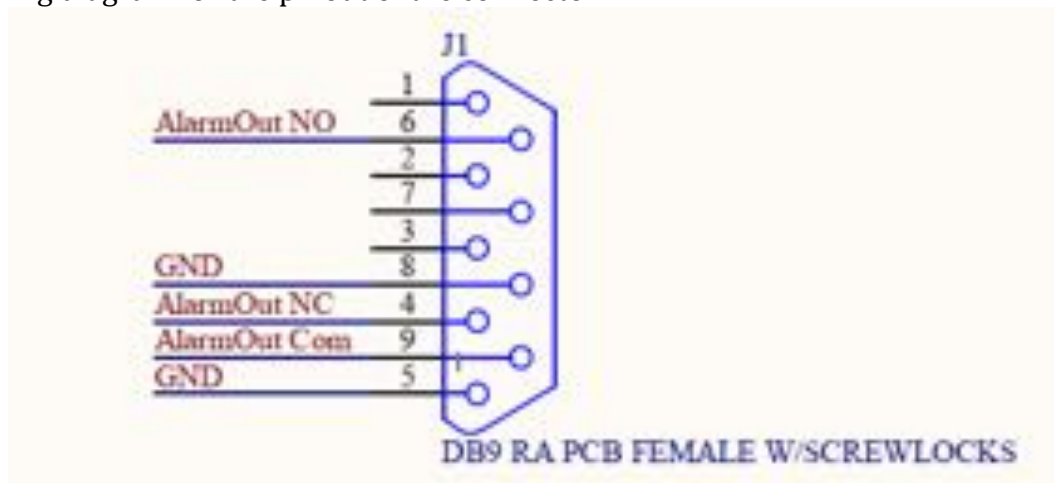 J1
1
AlarmOut NO 6
2
7
3
GND 8
AlarmOut NC 4
AlarmOut Com 9
GND 5
DB9 RA PCB FEMALE W/SCREWLOCKS